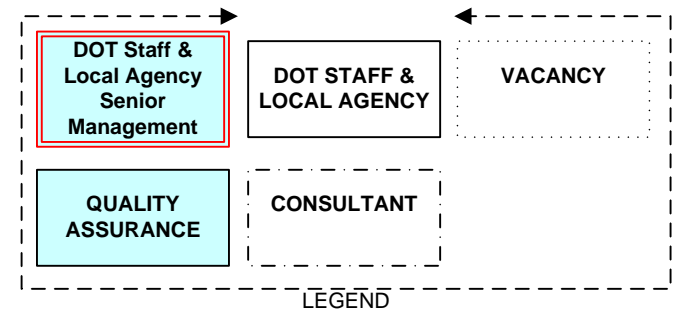 DOT Staff &
Local Agency
Senior
Management
DOT STAFF &
LOCAL AGENCY
VACANCY
QUALITY
ASSURANCE
CONSULTANT
LEGEND